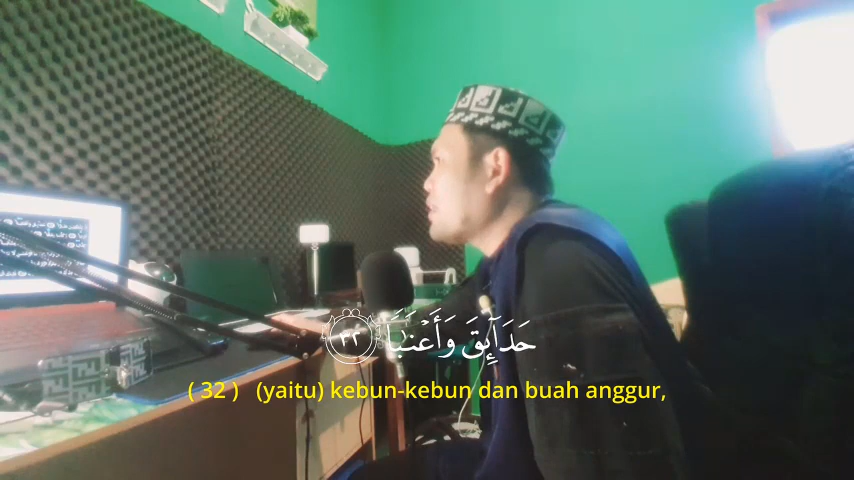 حَدَآئِقَ وَأَعْنَٰبًا ٣٢
( 32 ) (yaitu) kebun-kebun dan buah anggur,